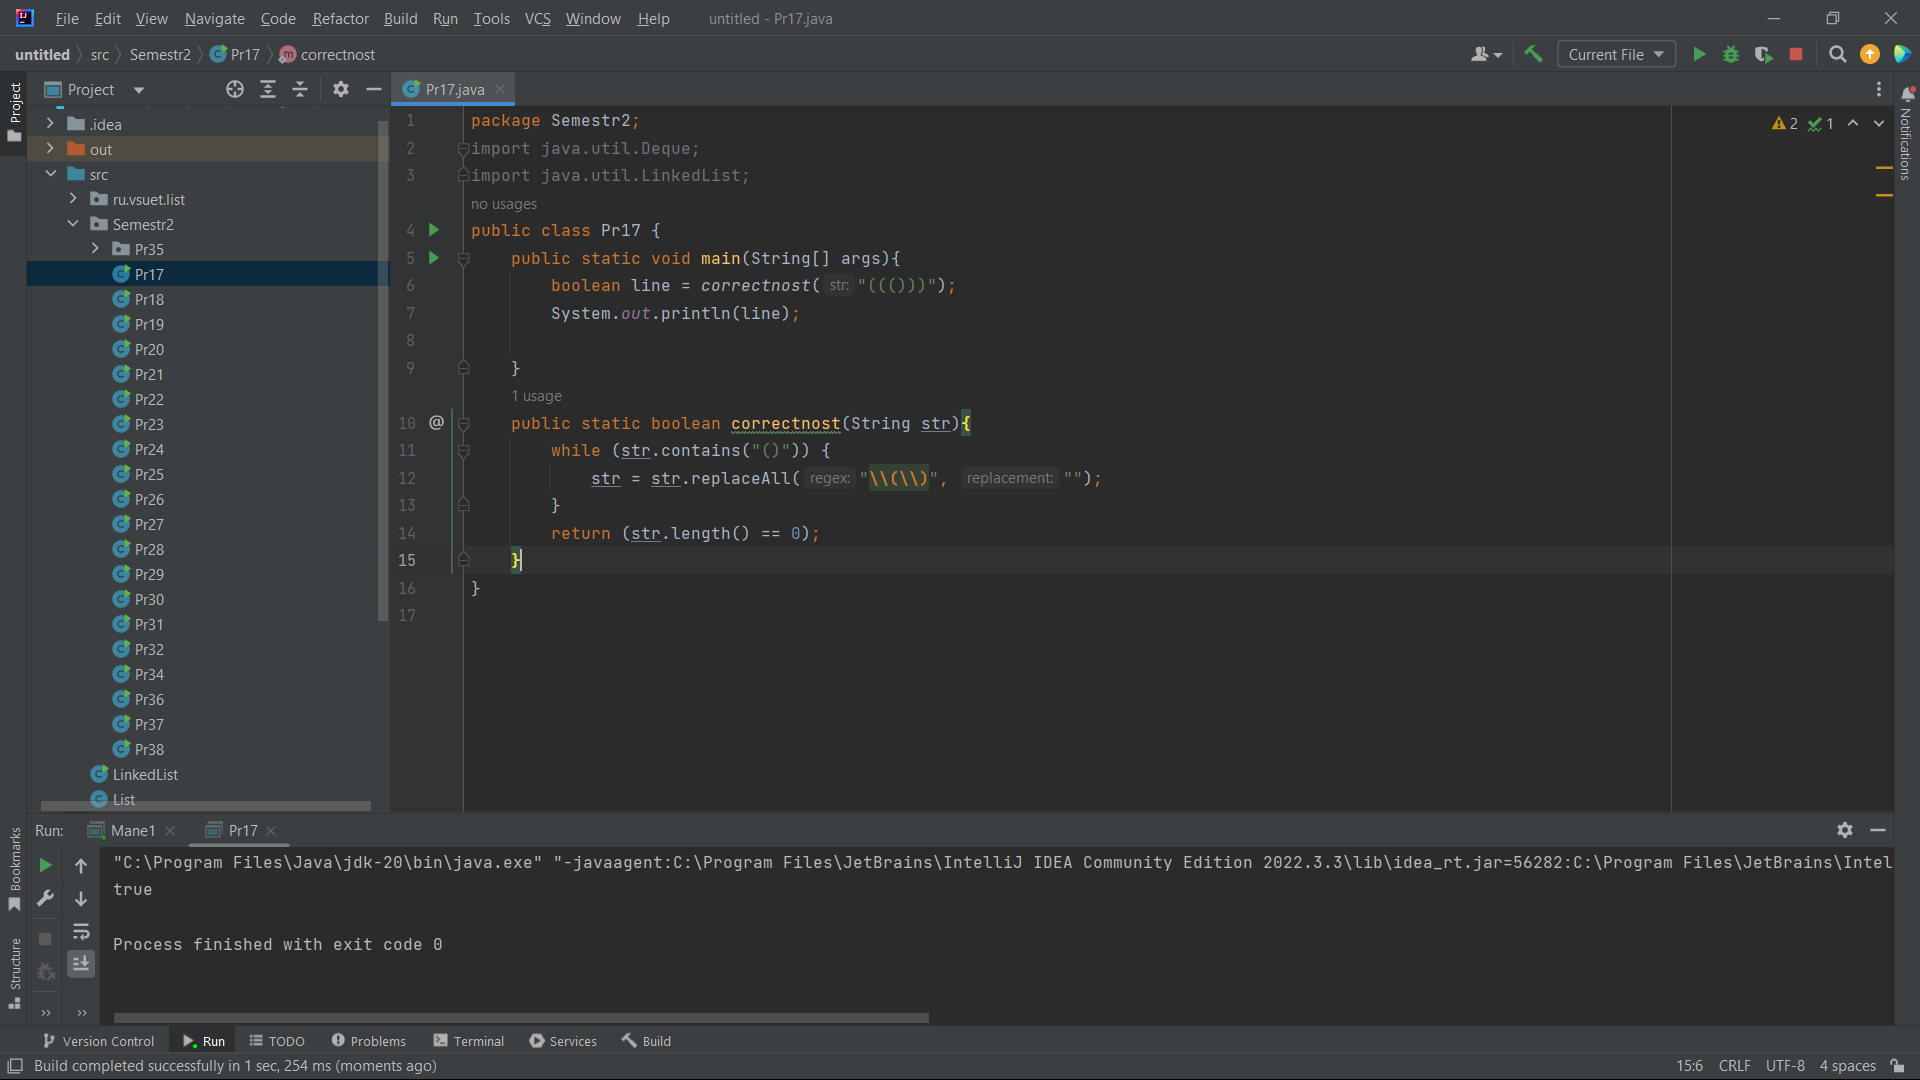 File Edit View Navigate Code Refactor Build Run Tools VCS Window Help untitled - Pr17.java
untitled src Semestr2 Pr17 correctnost Current File
Project Pr17.java
Project
Notifications
.idea
out
src
ru.vsuet.list
Semestr2
Pr35
Pr17
Pr18
Pr19
Pr20
Pr21
Pr22
Pr23
Pr24
Pr25
Pr26
Pr27
Pr28
Pr29
Pr30
Pr31
Pr32
Pr34
Pr36
Pr37
Pr38
LinkedList
List
2 1
1 package Semestr2;
2 import java.util.Deque;
3 import java.util.LinkedList;
no usages
4 public class Pr17 {
5 public static void main(String[] args){
6 boolean line = correctnost( str: "((()))");
7 System.out.println(line);
8
9 }
1 usage
10 @ public static boolean correctnost(String str){
11 while (str.contains("()")) {
12 str = str.replaceAll( regex: "\\(\\)", replacement: "");
13 }
14 return (str.length() == 0);
15 }
16 }
17
Bookmarks
Structure
Run: Mane1 Pr17
"C:\Program Files\Java\jdk-20\bin\java.exe" "-javaagent:C:\Program Files\JetBrains\IntelliJ IDEA Community Edition 2022.3.3\lib\idea_rt.jar=56282:C:\Program Files\JetBrains\Intel
true
Process finished with exit code 0
Version Control Run TODO Problems Terminal Services Build
Build completed successfully in 1 sec, 254 ms (moments ago) 15:6 CRLF UTF-8 4 spaces